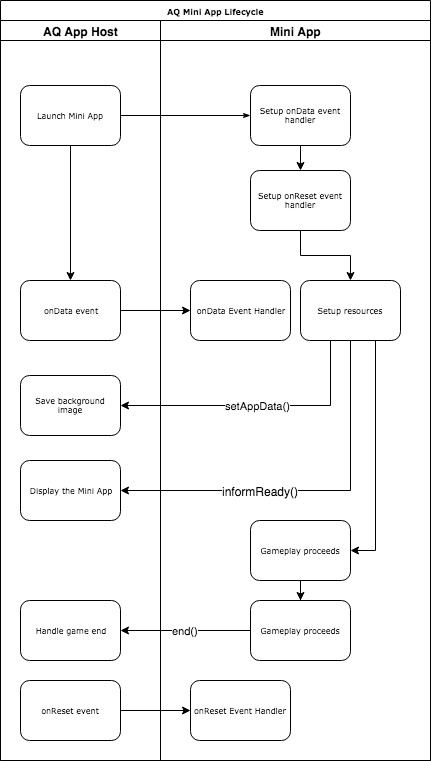 AQ Mini App Lifecycle
AQ App Host
Mini App
Launch Mini App
Setup onData event
handler
Setup onReset event
handler
onData event
onData Event Handler
Setup resources
Save background
image
setAppData()
Display the Mini App
informReady()
Gameplay proceeds
Handle game end
end()
Gameplay proceeds
onReset event
onReset Event Handler